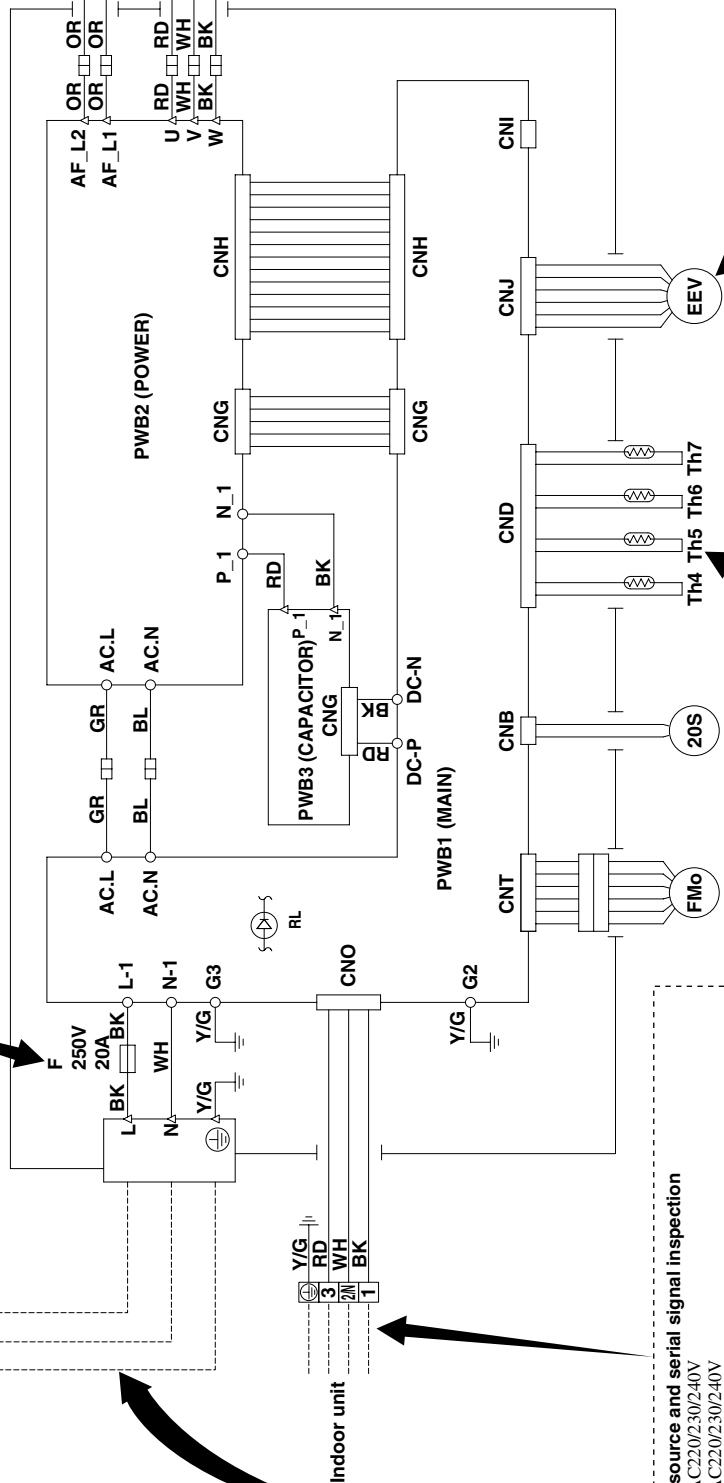 F
250V
20A
L BK BK L-1
N WH N-1
Y/G Y/G G3
AC.L GR GR AC.L
AC.N BL BL AC.N
PWB2 (POWER)
AF_L2 OR OR
AF_L1 OR OR
U RD RD
V WH WH
W BK BK
P_1 N_1
CNG CNH
RL
RD
BK
PWB3 (CAPACITOR)
P_1
N_1
CNG
RD BK
DC-P DC-N
CNG CNH
Indoor unit
Y/G
3 RD
2/N WH
1 BK
CNO
PWB1 (MAIN)
Y/G G2
CNT CNB CND CNJ CNI
FMo 20S Th4 Th5 Th6 Th7 EEV
source and serial signal inspection
C220/230/240V
C220/230/240V